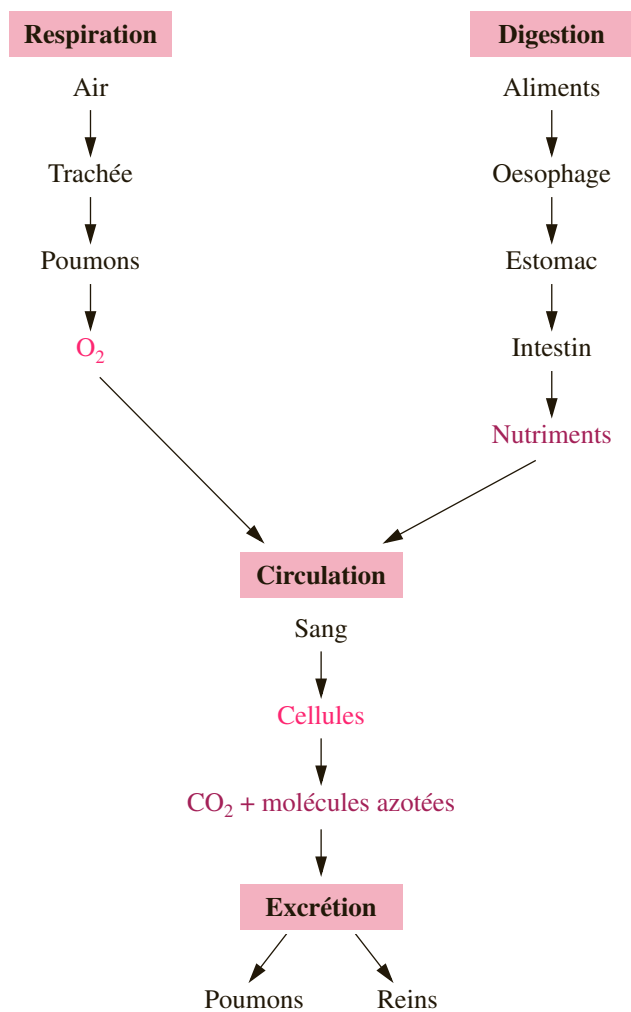 Respiration
Air
Trachée
Poumons
O₂
Digestion
Aliments
Oesophage
Estomac
Intestin
Nutriments
Circulation
Sang
Cellules
CO₂ + molécules azotées
Excrétion
Poumons
Reins